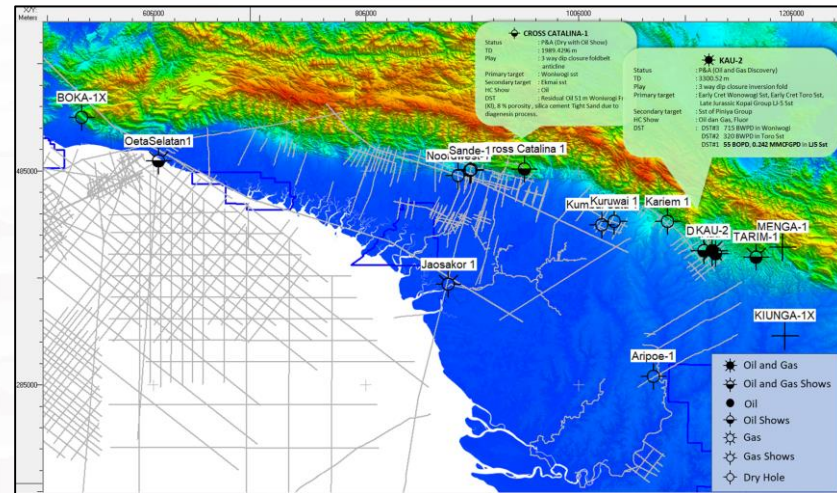 X/Y:
Meters
606000
806000
1006000
1206000
CROSS CATALINA-1
Status : P&A (Dry with Oil Show)
TD : 1989.4296 m
Play : 3 way dip closure foldbelt
anticline
Primary target : Woniwogi sst
Secondary target : Ekmai sst
HC Show : Oil
DST : Residual Oil 51 m Woniwogi
8 % porosity, silica cement Tight Sand due to
diagenesis process.
KAU-2
Status : P&A (Oil and Gas Discovery)
TD : 3300.52 m
Play : 3 way dip closure Inversion fold
Primary target : Early Cret Wonowogi Sst, Early Cret Toro Sst,
Late Jurassic Kopai Group LJ-5 Sst
Secondary target : Sst of Piniya Group
HC Show : Oil dan Gas, Fluor
DST : DST#3 715 BWPD in Woniwogi
DST#2 320 BWPD in Toro Sst
DST#1 55 BOPD, 0.242 MMCFGPD in LJ5 Sst
BOKA-1X
OetaSelatan1
Sande-1
ross Catalina 1
485000
Kuruwai 1
Kariem 1
D
KAU-2
MENGA-1
TARIM-1
Jaosakor 1
KIUNGA-1X
Aripoe-1
285000
Oil and Gas
Oil and Gas Shows
Oil
Oil Shows
Gas
Gas Shows
Dry Hole